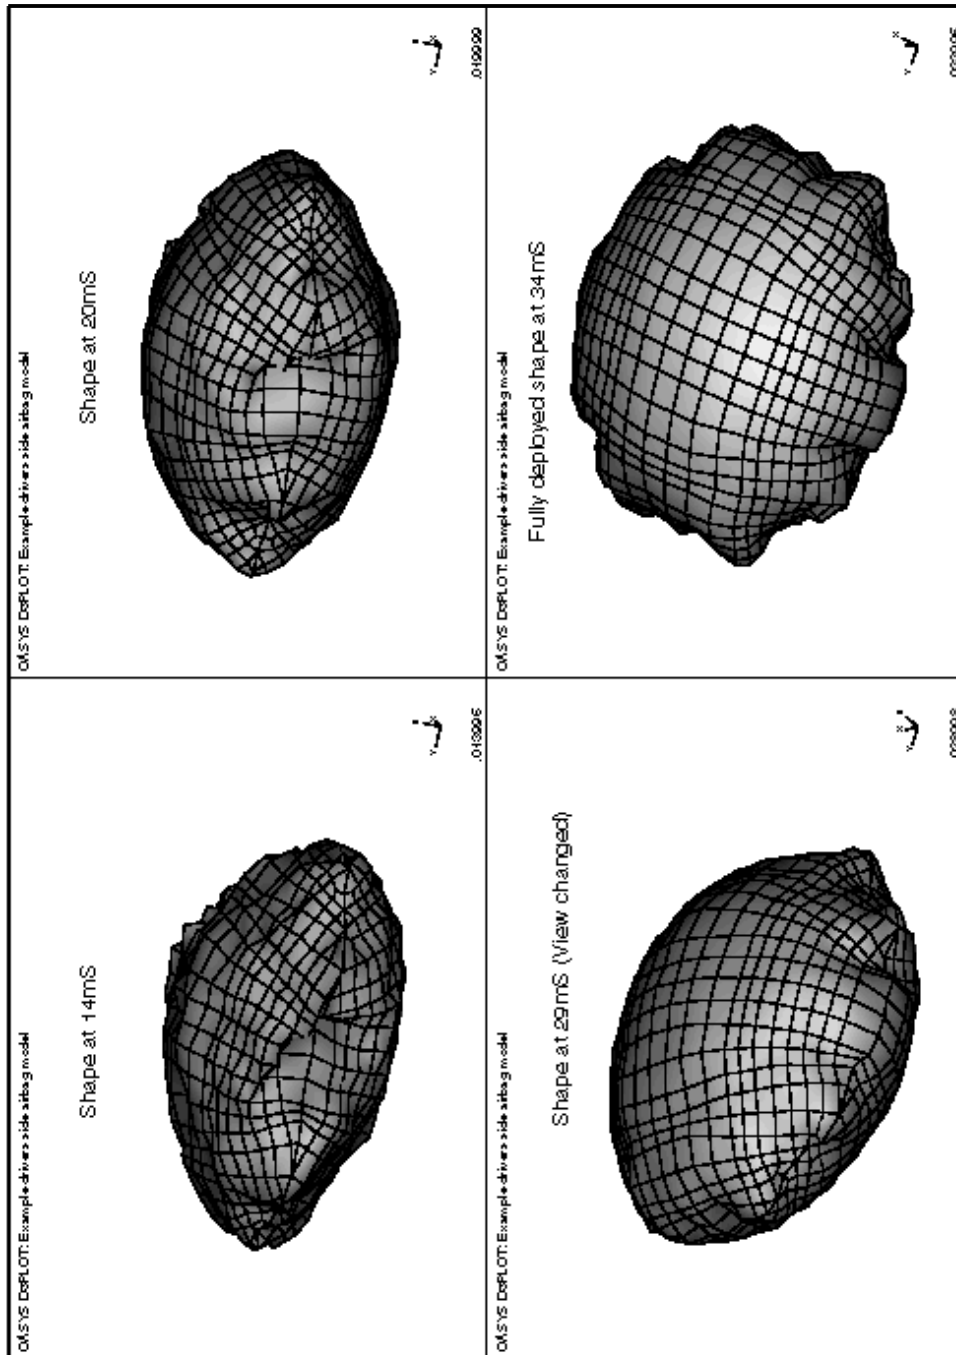 OASYS D3PLOT: Example drivers side airbag model
Shape at 14mS
Y
X
.013996
OASYS D3PLOT: Example drivers side airbag model
Shape at 20mS
Y
X
.019999
OASYS D3PLOT: Example drivers side airbag model
Shape at 29mS (View changed)
Y
X
OASYS D3PLOT: Example drivers side airbag model
Fully deployed shape at 34mS
Y
X